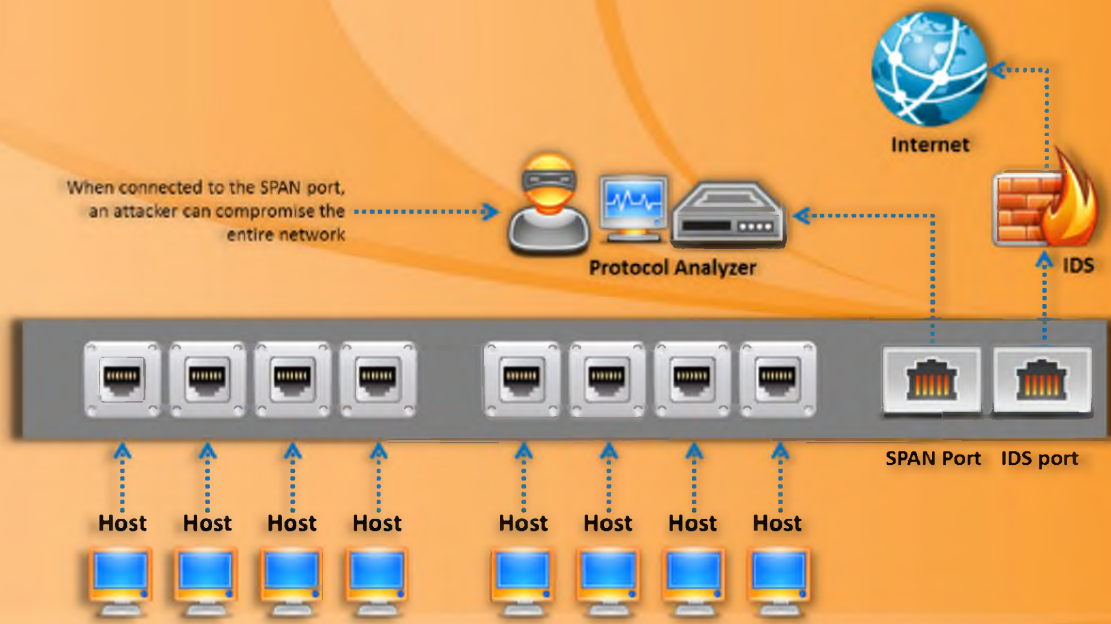 Internet
When connected to the SPAN port,
an attacker can compromise the
entire network
Protocol Analyzer
IDS
SPAN Port IDS port
Host Host Host Host Host Host Host Host